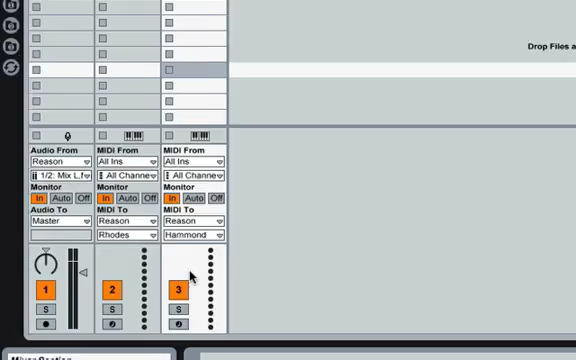 Drop Files a
Audio From
MIDI From
MIDI From
Reason
All Ins
All Ins
1/2: Mix L,
All Channe
All Channe
Monitor
Monitor
Monitor
In Auto Off
In Auto Off
In Auto Off
Audio To
MIDI To
MIDI To
Master
Reason
Reason
Rhodes
Hammond
1
2
3
S
S
S
Mixer Section